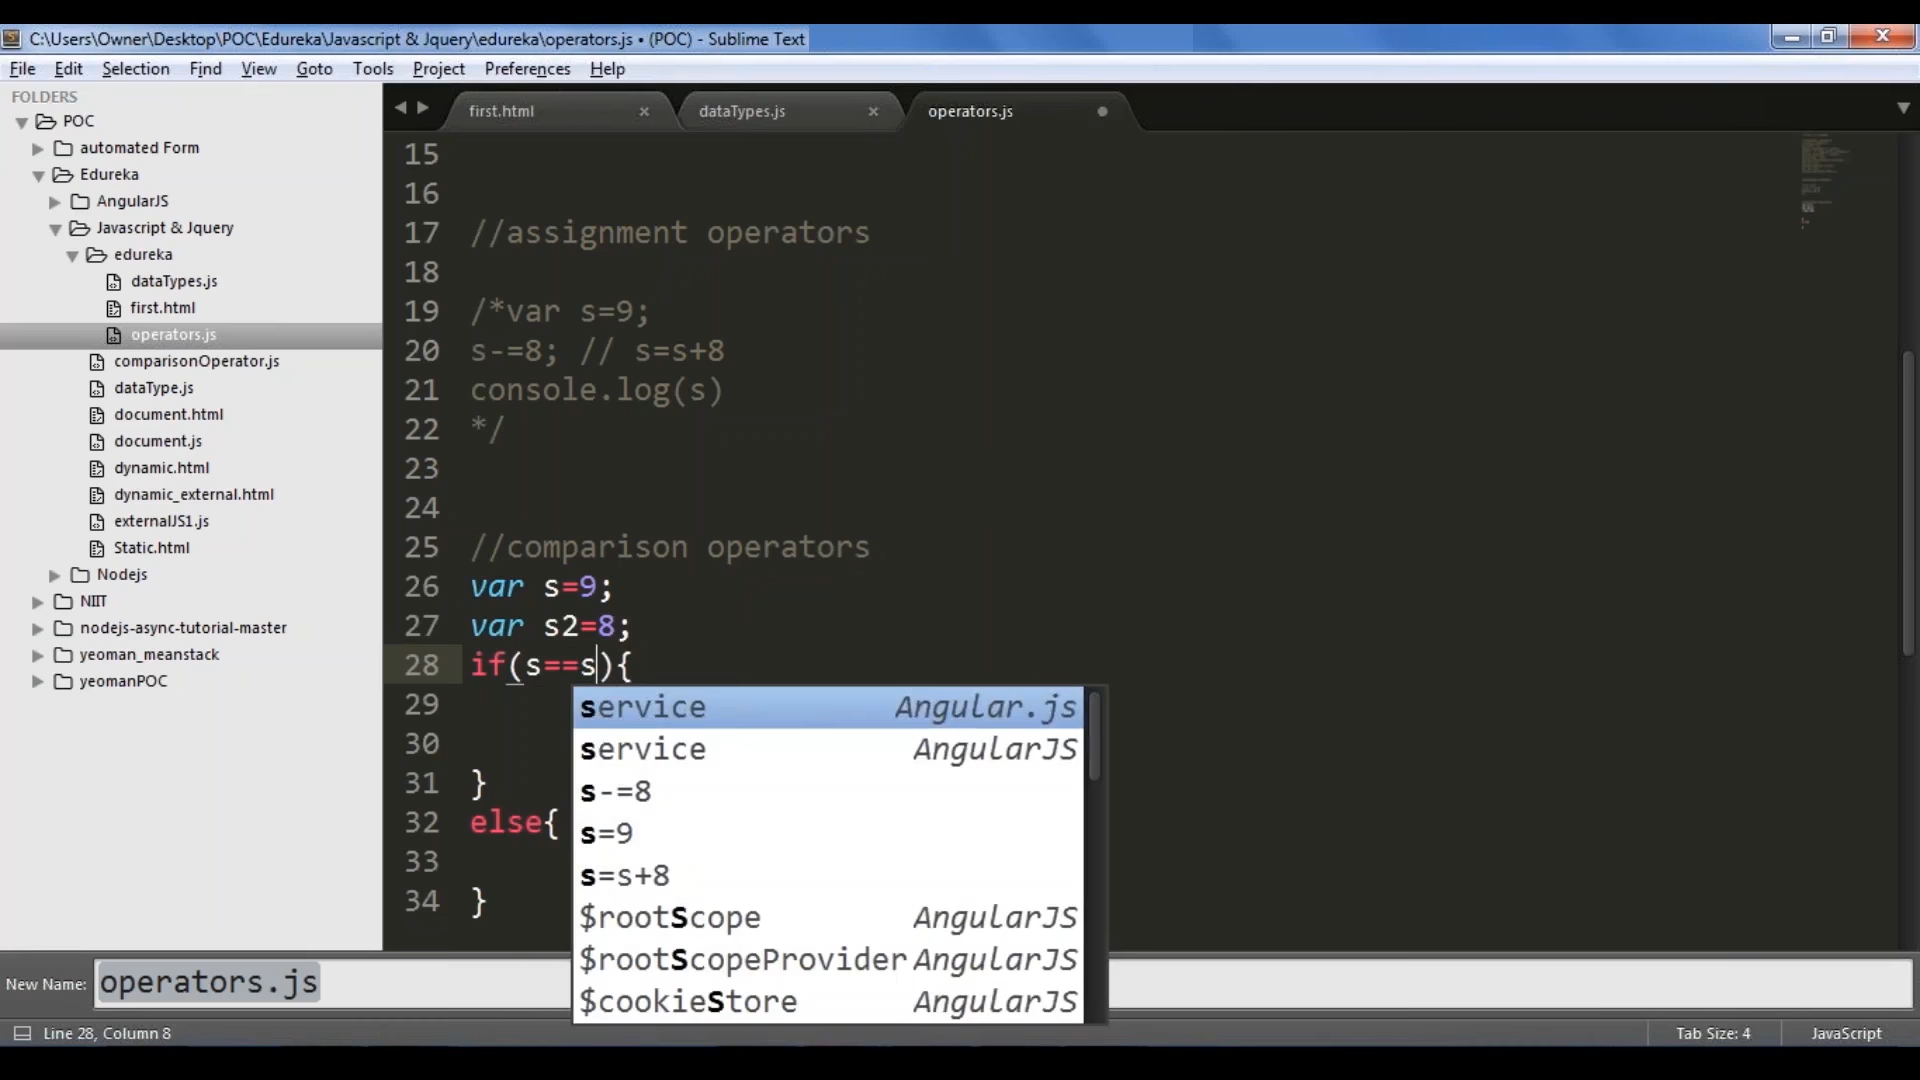 C:\Users\Owner\Desktop\POC\Edureka\Javascript & Jquery\edureka\operators.js • (POC) - Sublime Text
File Edit Selection Find View Goto Tools Project Preferences Help
FOLDERS
POC
automated Form
Edureka
AngularJS
Javascript & Jquery
edureka
dataTypes.js
first.html
operators.js
comparisonOperator.js
dataType.js
document.html
document.js
dynamic.html
dynamic_external.html
externalJS1.js
Static.html
Nodejs
NIIT
nodejs-async-tutorial-master
yeoman_meanstack
yeomanPOC
first.html × dataTypes.js × operators.js
15
16
17 //assignment operators
18
19 /*var s=9;
20 s-=8; // s=s+8
21 console.log(s)
22 */
23
24
25 //comparison operators
26 var s=9;
27 var s2=8;
28 if(s==s){
29
30
31 }
32 else{
33
34 }
service Angular.js
service AngularJS
s-=8
s=9
s=s+8
$rootScope AngularJS
$rootScopeProvider AngularJS
$cookieStore AngularJS
New Name: operators.js
Line 28, Column 8
Tab Size: 4
JavaScript